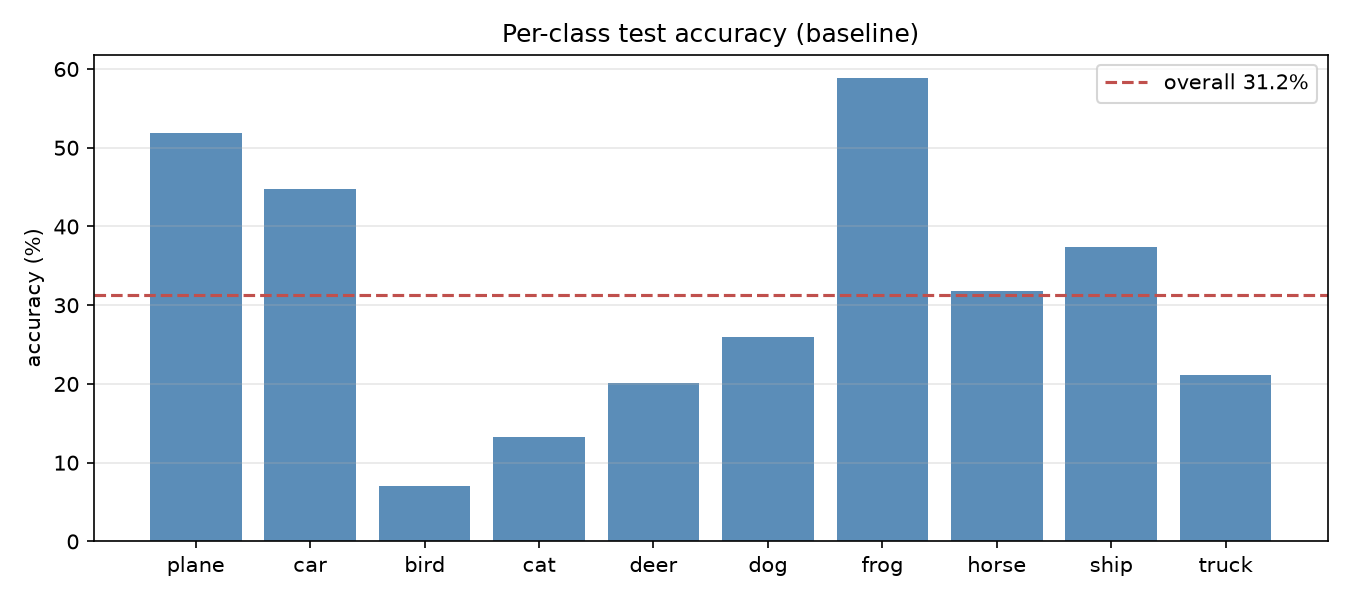 Per-class test accuracy (baseline)
overall 31.2%
accuracy (%)
60
50
40
30
20
10
0
plane car bird cat deer dog frog horse ship truck